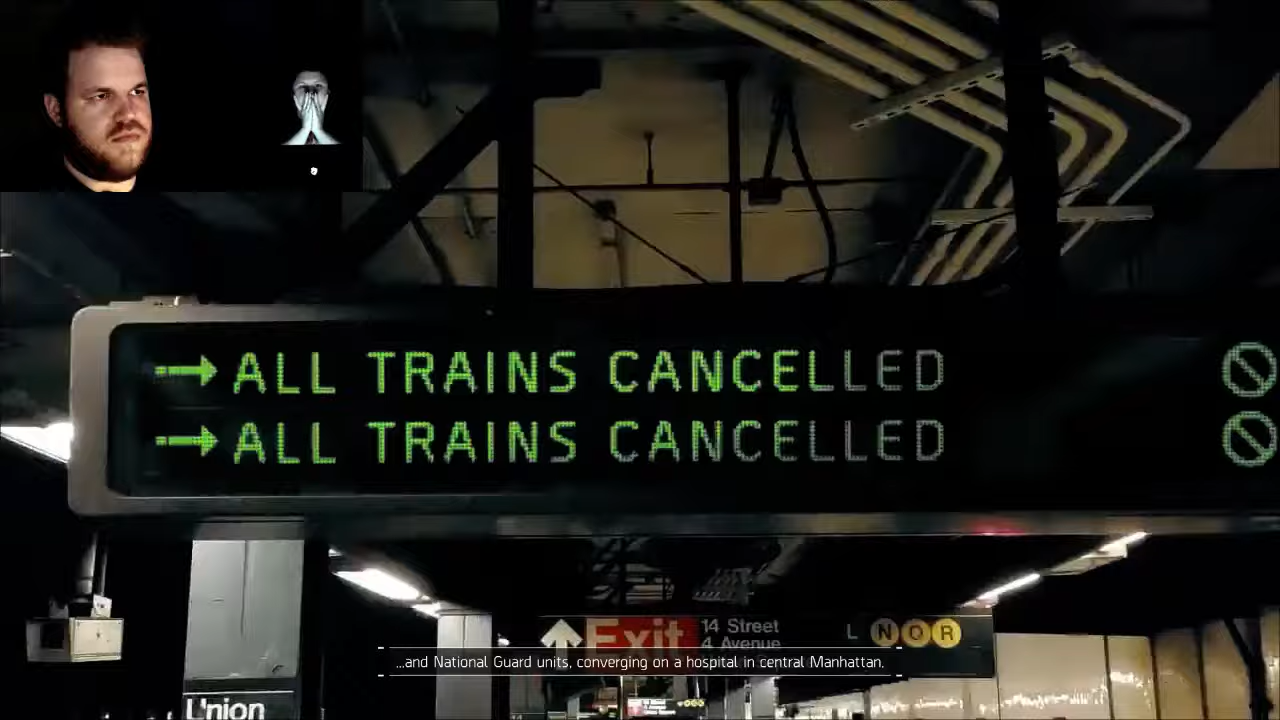 ALL TRAINS CANCELLED
ALL TRAINS CANCELLED
Exit
14 Street
4 Avenue
L N Q R
...and National Guard units, converging on a hospital in central Manhattan.
Union